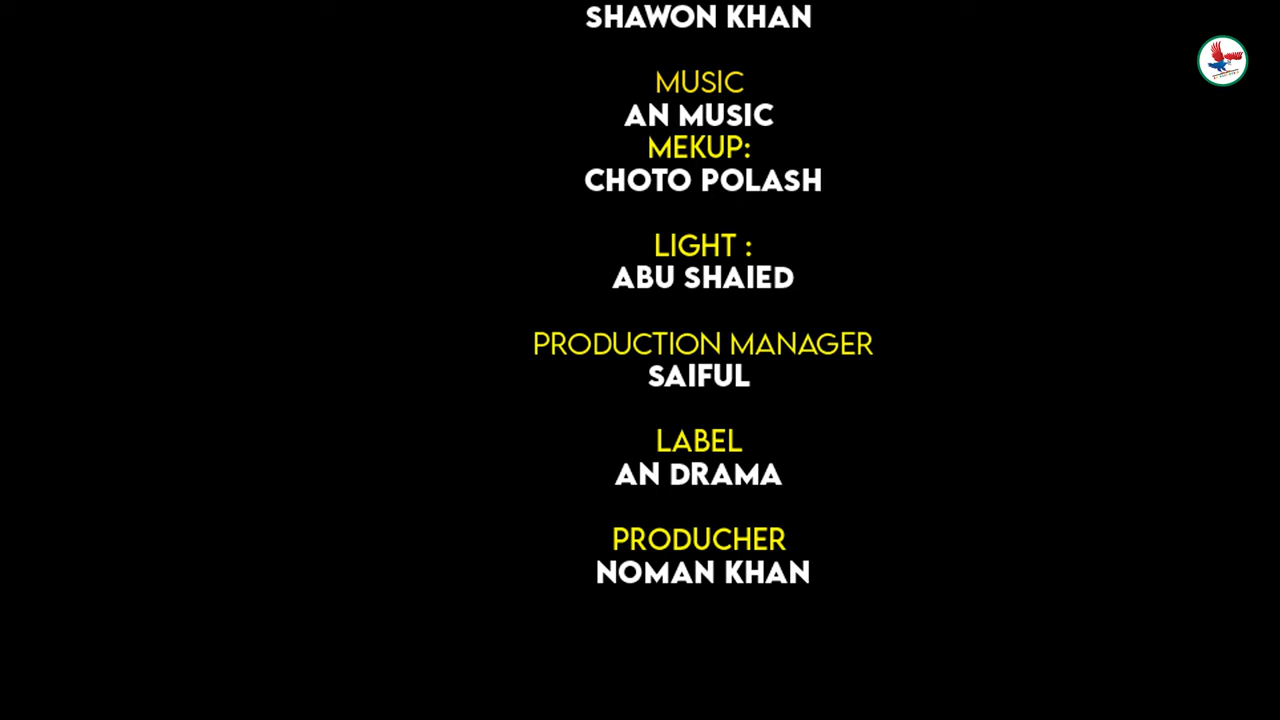 SHAWON KHAN
MUSIC
AN MUSIC
MEKUP:
CHOTO POLASH
LIGHT :
ABU SHAIED
PRODUCTION MANAGER
SAIFUL
LABEL
AN DRAMA
PRODUCHER
NOMAN KHAN